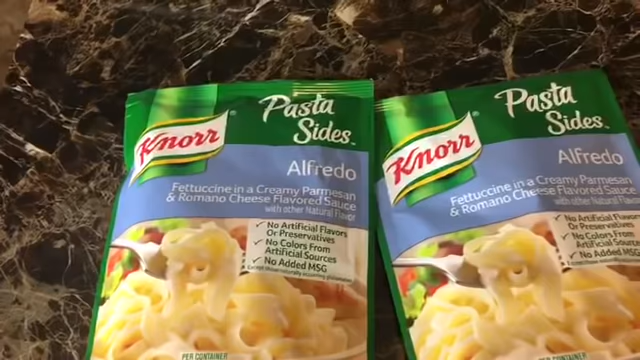 Knorr
Pasta
Sides
Alfredo
Fettuccine in a Creamy Parmesan
& Romano Cheese Flavored Sauce
with other Natural Flavor
✓ No Artificial Flavors
Or Preservatives
✓ No Colors From
Artificial Sources
✓ No Added MSG
PER CONTAINER
Knorr
Pasta
Sides
Alfredo
Fettuccine in a Creamy Parmesan
& Romano Cheese Flavored Sauce
with other Natural Flavor
✓ No Artificial Flavors
Or Preservatives
✓ No Colors From
Artificial Sources
✓ No Added MSG
PER CONTAINER